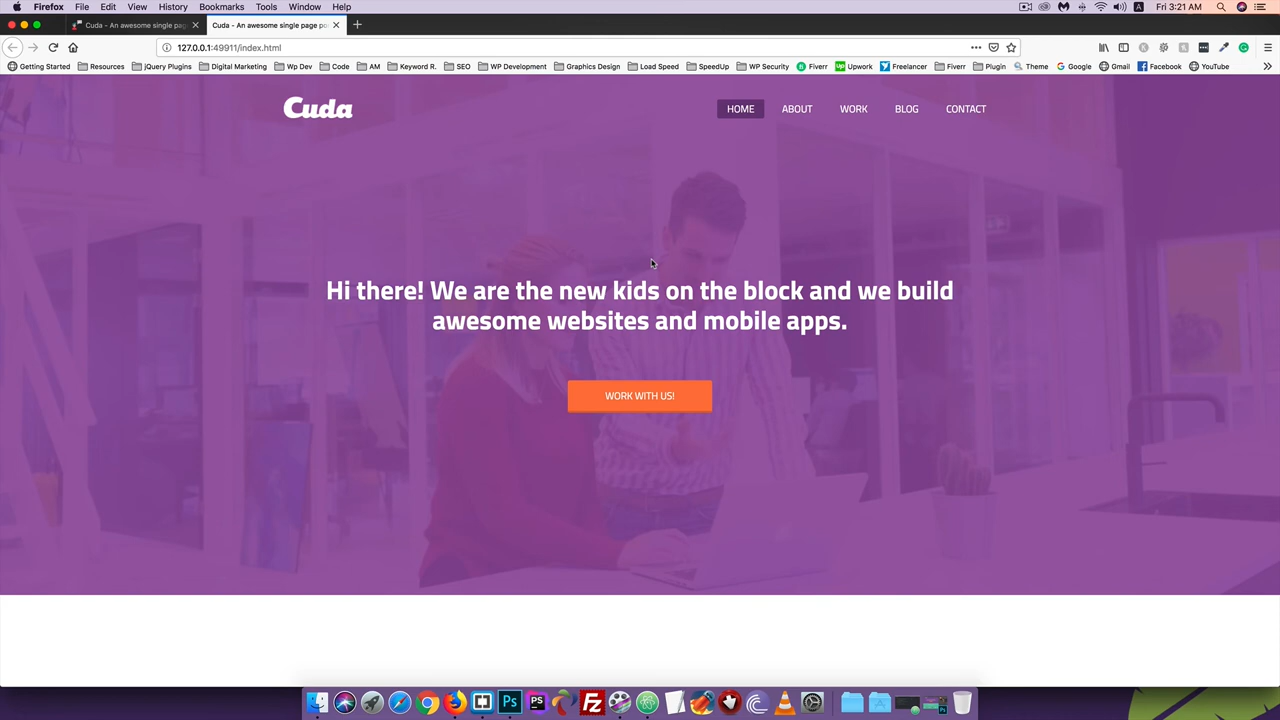 Firefox File Edit View History Bookmarks Tools Window Help Fri 3:21 AM
Cuda - An awesome single pag Cuda - An awesome single page po
127.0.0.1:49911/index.html
Getting Started Resources jQuery Plugins Digital Marketing Wp Dev Code AM Keyword R. SEO WP Development Graphics Design Load Speed SpeedUp WP Security Fiverr Upwork Freelancer Fiverr Plugin Theme Google Gmail Facebook YouTube
Cuda HOME ABOUT WORK BLOG CONTACT
Hi there! We are the new kids on the block and we build
awesome websites and mobile apps.
WORK WITH US!
Ps PS FZ